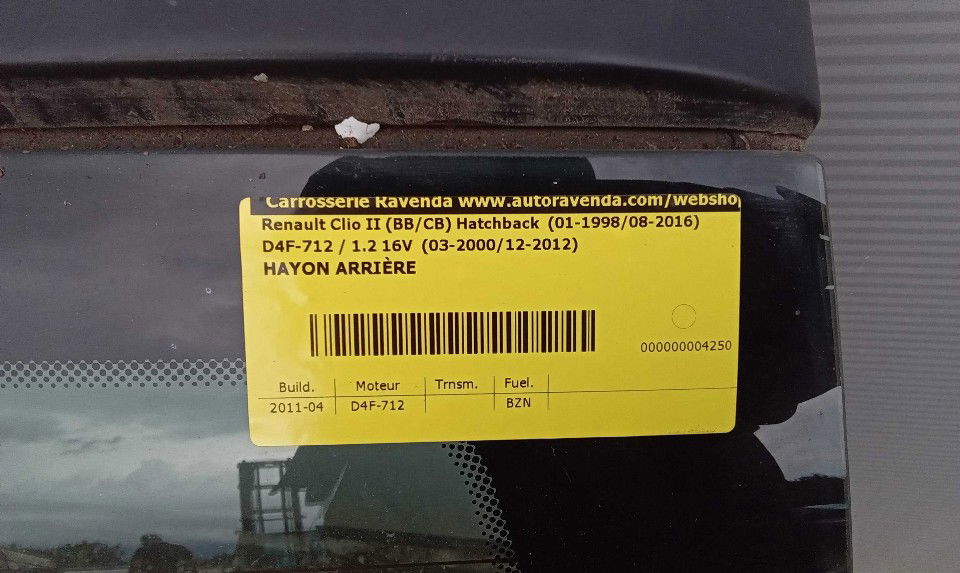 Carrosserie Ravenda www.autoravenda.com/websho
Renault Clio II (BB/CB) Hatchback (01-1998/08-2016)
D4F-712 / 1.2 16V (03-2000/12-2012)
HAYON ARRIÈRE
000000004250
Build. Moteur Trnsm. Fuel.
2011-04 D4F-712 BZN